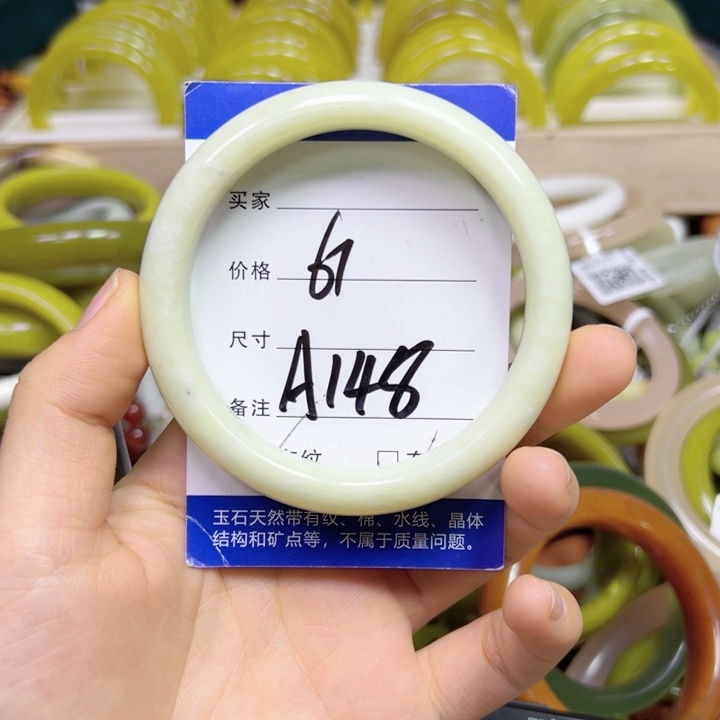 买家
价格 61
尺寸
备注 A148
纹
玉石天然带有纹、棉、水线、晶体
结构和矿点等，不属于质量问题。